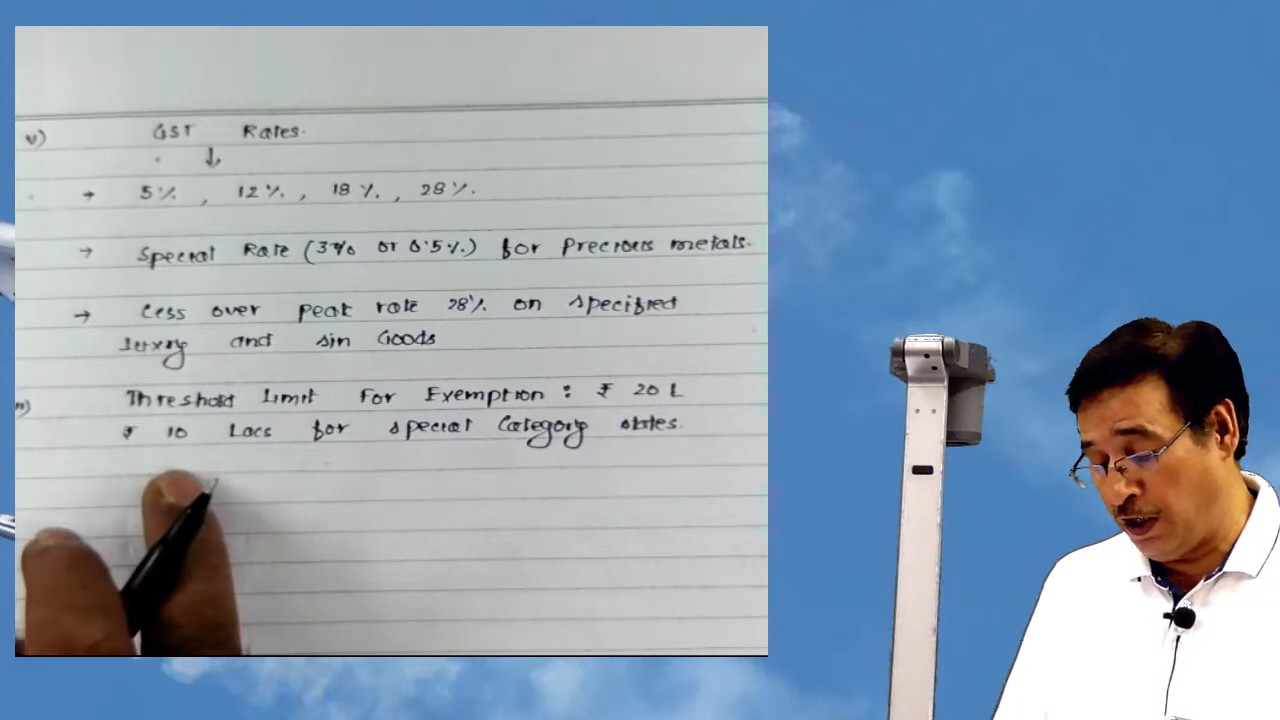 v) GST Rates.
↓
→ 5%, 12%, 18%, 28%.
→ Special Rate (3% or 0.5%) for Precious metals.
→ Cess over peak rate 28% on specified
luxury and sin Goods
Threshold Limit For Exemption : ₹ 20 L
₹ 10 Lacs for special Category states.